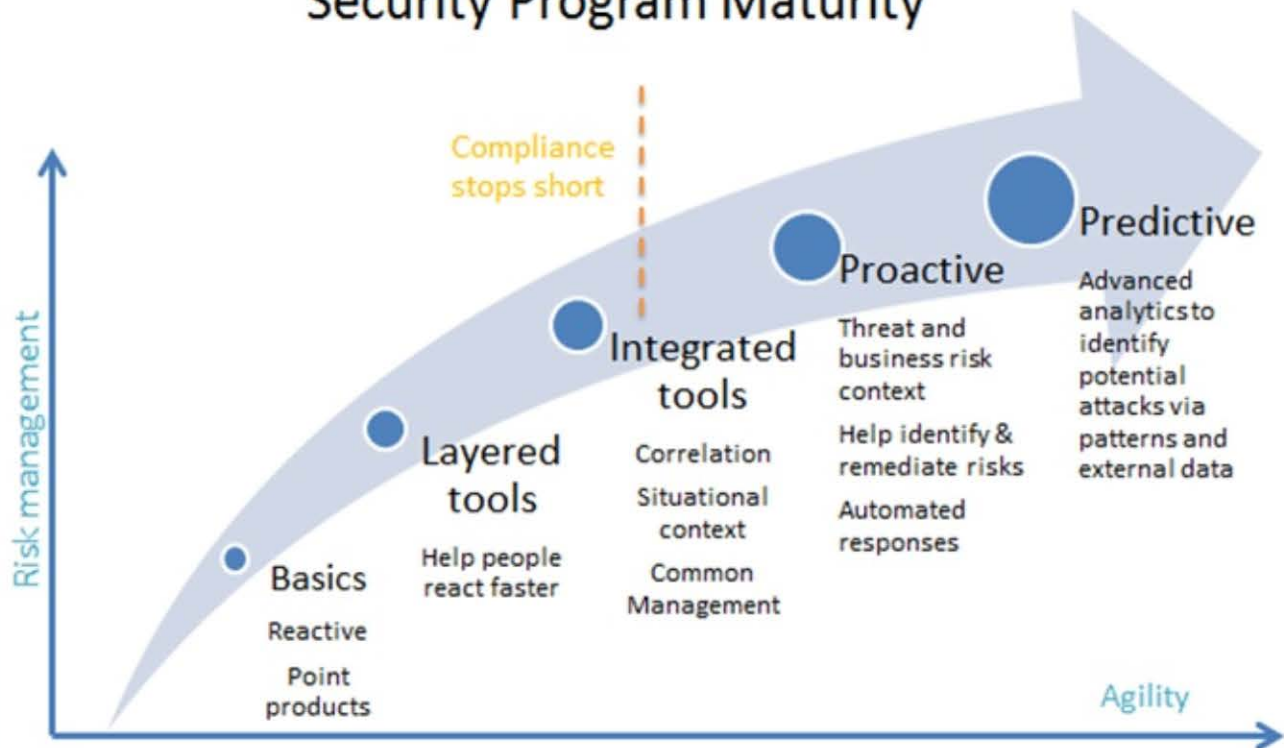 Security Program Maturity
Compliance
stops short
Risk management
Basics
Reactive
Point
products
Layered
tools
Help people
react faster
Integrated
tools
Correlation
Situational
context
Common
Management
Proactive
Threat and
business risk
context
Help identify &
remediate risks
Automated
responses
Predictive
Advanced
analytics to
identify
potential
attacks via
patterns and
external data
Agility